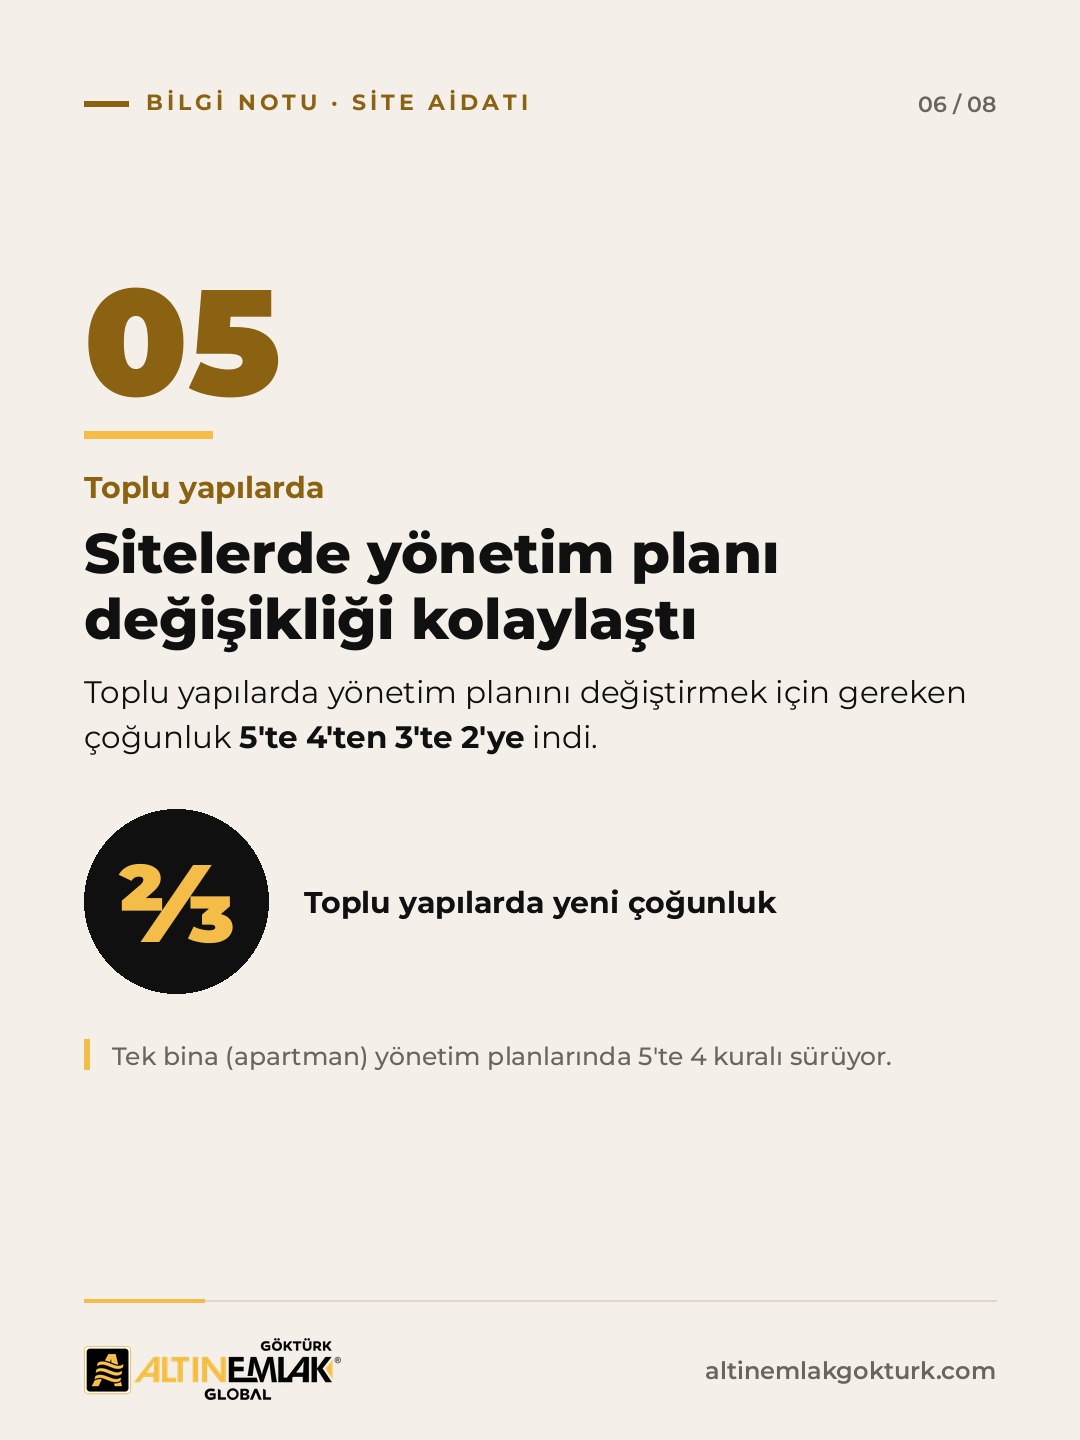 BİLGİ NOTU · SİTE AİDATI
06 / 08
05
Toplu yapılarda
Sitelerde yönetim planı
değişikliği kolaylaştı
Toplu yapılarda yönetim planını değiştirmek için gereken
çoğunluk 5'te 4'ten 3'te 2'ye indi.
⅔
Toplu yapılarda yeni çoğunluk
Tek bina (apartman) yönetim planlarında 5'te 4 kuralı sürüyor.
GÖKTÜRK
ALTINEMLAK®
GLOBAL
altinemlakgokturk.com